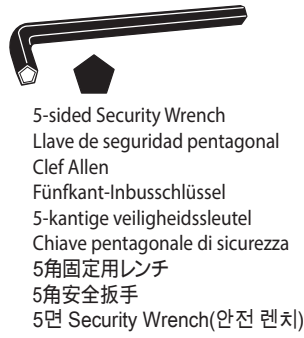 5-sided Security Wrench
Llave de seguridad pentagonal
Clef Allen
Fünfkant-Inbusschlüssel
5-kantige veiligheidssleutel
Chiave pentagonale di sicurezza
5角固定用レンチ
5角安全扳手
5면 Security Wrench(안전 렌치)